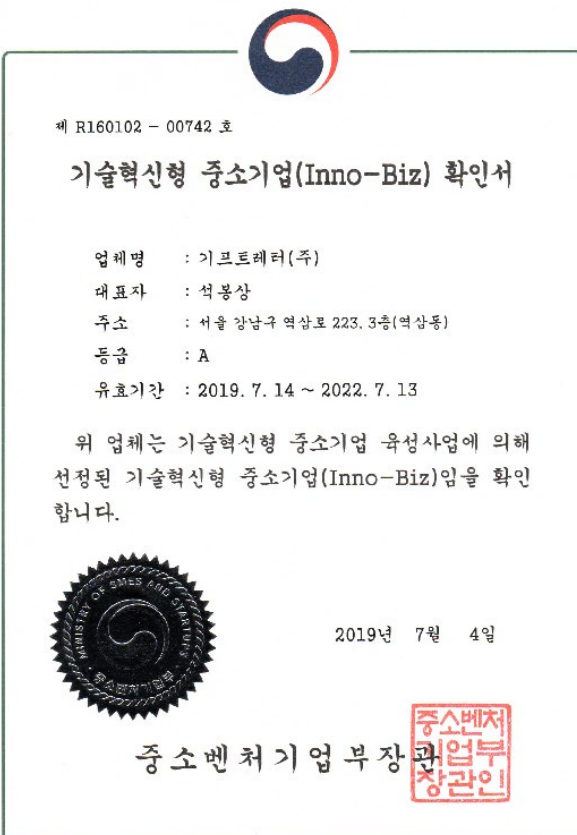 제 R160102 - 00742 호
기술혁신형 중소기업(Inno-Biz) 확인서
업체명 : 기프트레터(주)
대표자 : 석봉상
주소 : 서울 강남구 역삼로 223, 3층(역삼동)
등급 : A
유효기간 : 2019. 7. 14 ~ 2022. 7. 13
위 업체는 기술혁신형 중소기업 육성사업에 의해
선정된 기술혁신형 중소기업(Inno-Biz)임을 확인
합니다.
MINISTRY OF SMES AND STARTUPS
중소벤처기업부
2019년 7월 4일
중소벤처기업부장관
중소벤처
기업부
장관인